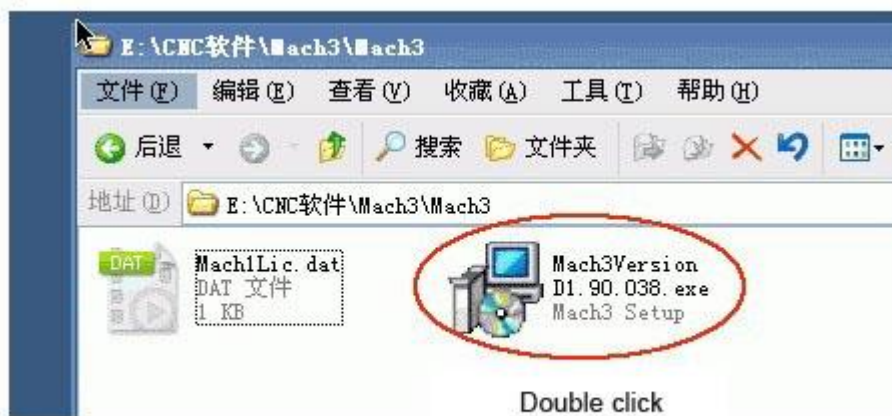 E:\CNC软件\Mach3\Mach3
文件(F) 编辑(E) 查看(V) 收藏(A) 工具(T) 帮助(H)
后退 搜索 文件夹
地址(D) E:\CNC软件\Mach3\Mach3
DAT
Mach1Lic.dat
DAT 文件
1 KB
Mach3Version
D1.90.038.exe
Mach3 Setup
Double click